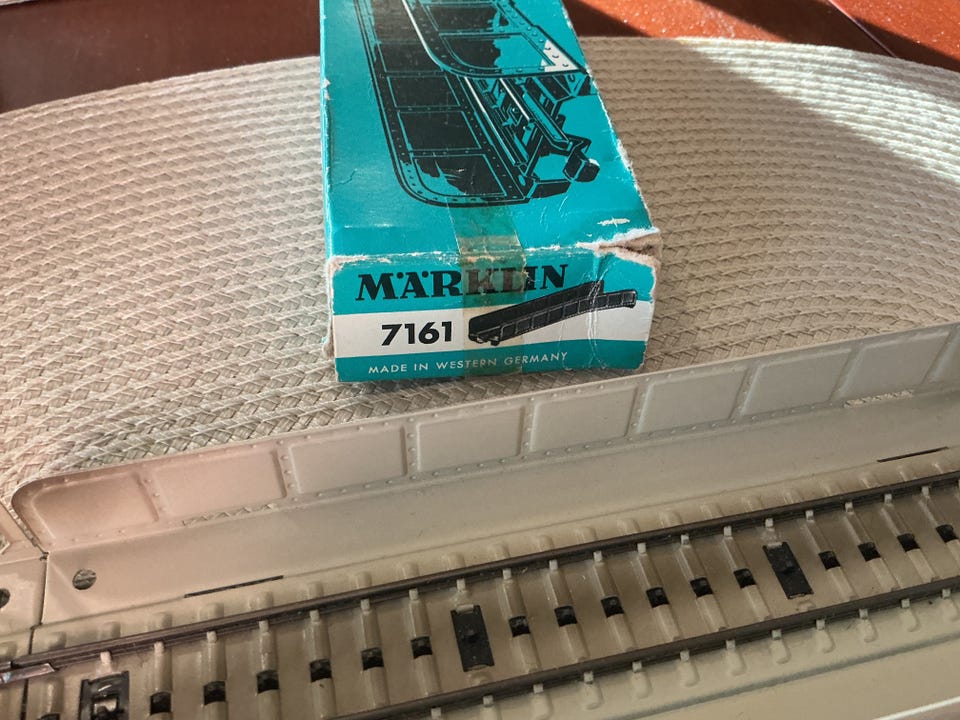 MÄRKLIN
7161
MADE IN WESTERN GERMANY